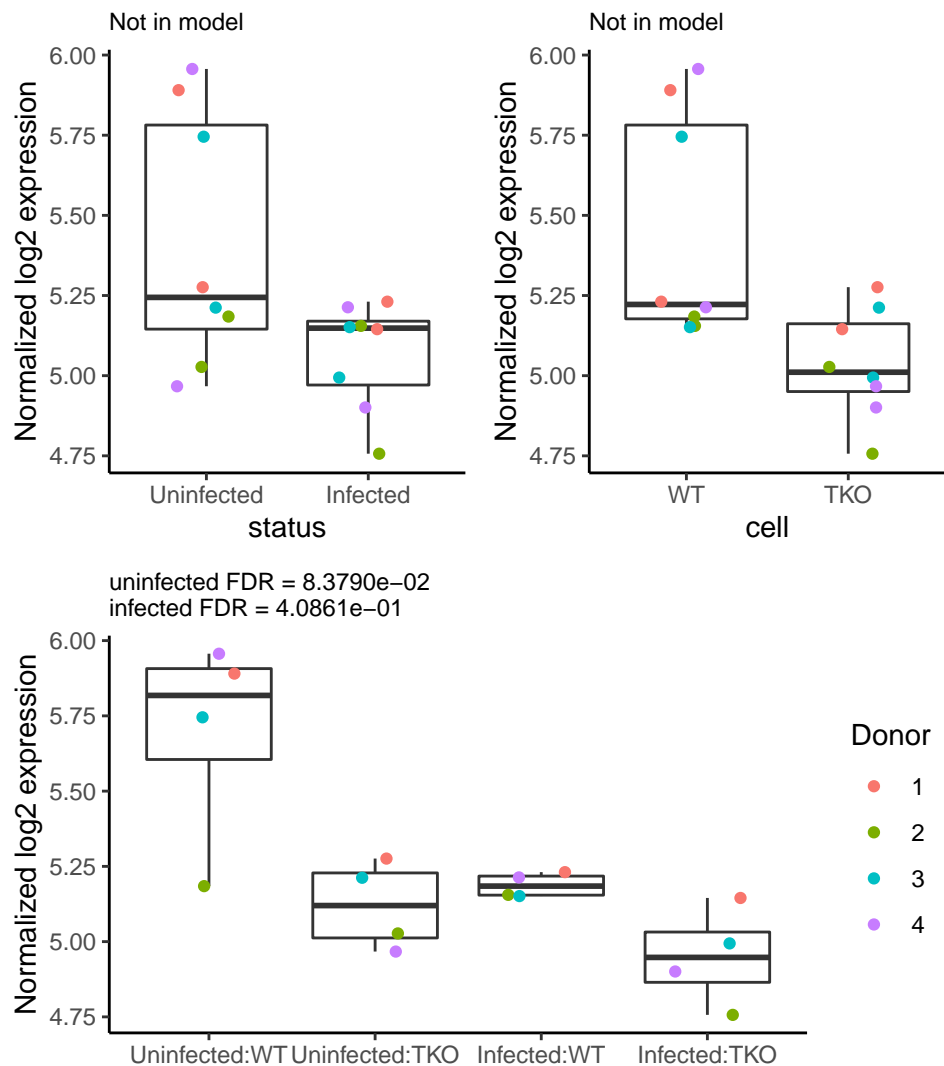 Not in model
Normalized log2 expression
6.00
5.75
5.50
5.25
5.00
4.75
Uninfected
Infected
status
Not in model
Normalized log2 expression
6.00
5.75
5.50
5.25
5.00
4.75
WT
TKO
cell
uninfected FDR = 8.3790e−02
infected FDR = 4.0861e−01
Normalized log2 expression
6.00
5.75
5.50
5.25
5.00
4.75
Uninfected:WT
Uninfected:TKO
Infected:WT
Infected:TKO
Donor
1
2
3
4